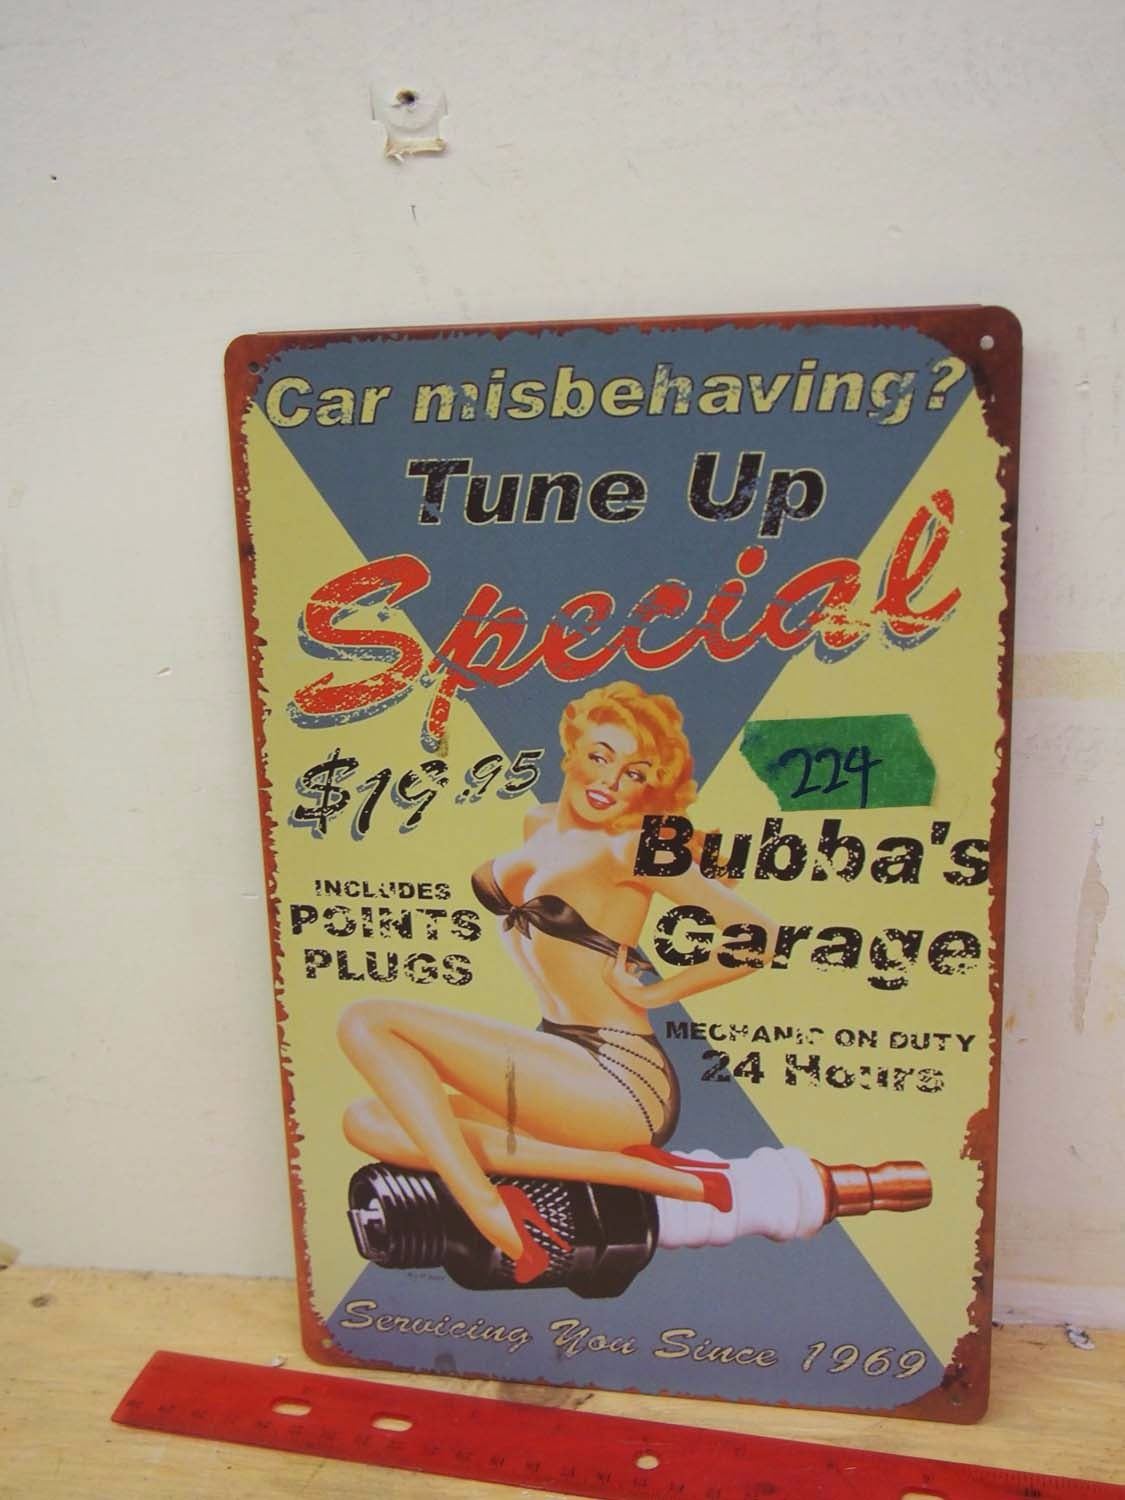 Car misbehaving?
Tune Up
Special
$19.95
224
Bubba's
Garage
INCLUDES
POINTS
PLUGS
MECHANIC ON DUTY
24 Hours
Servicing You Since 1969